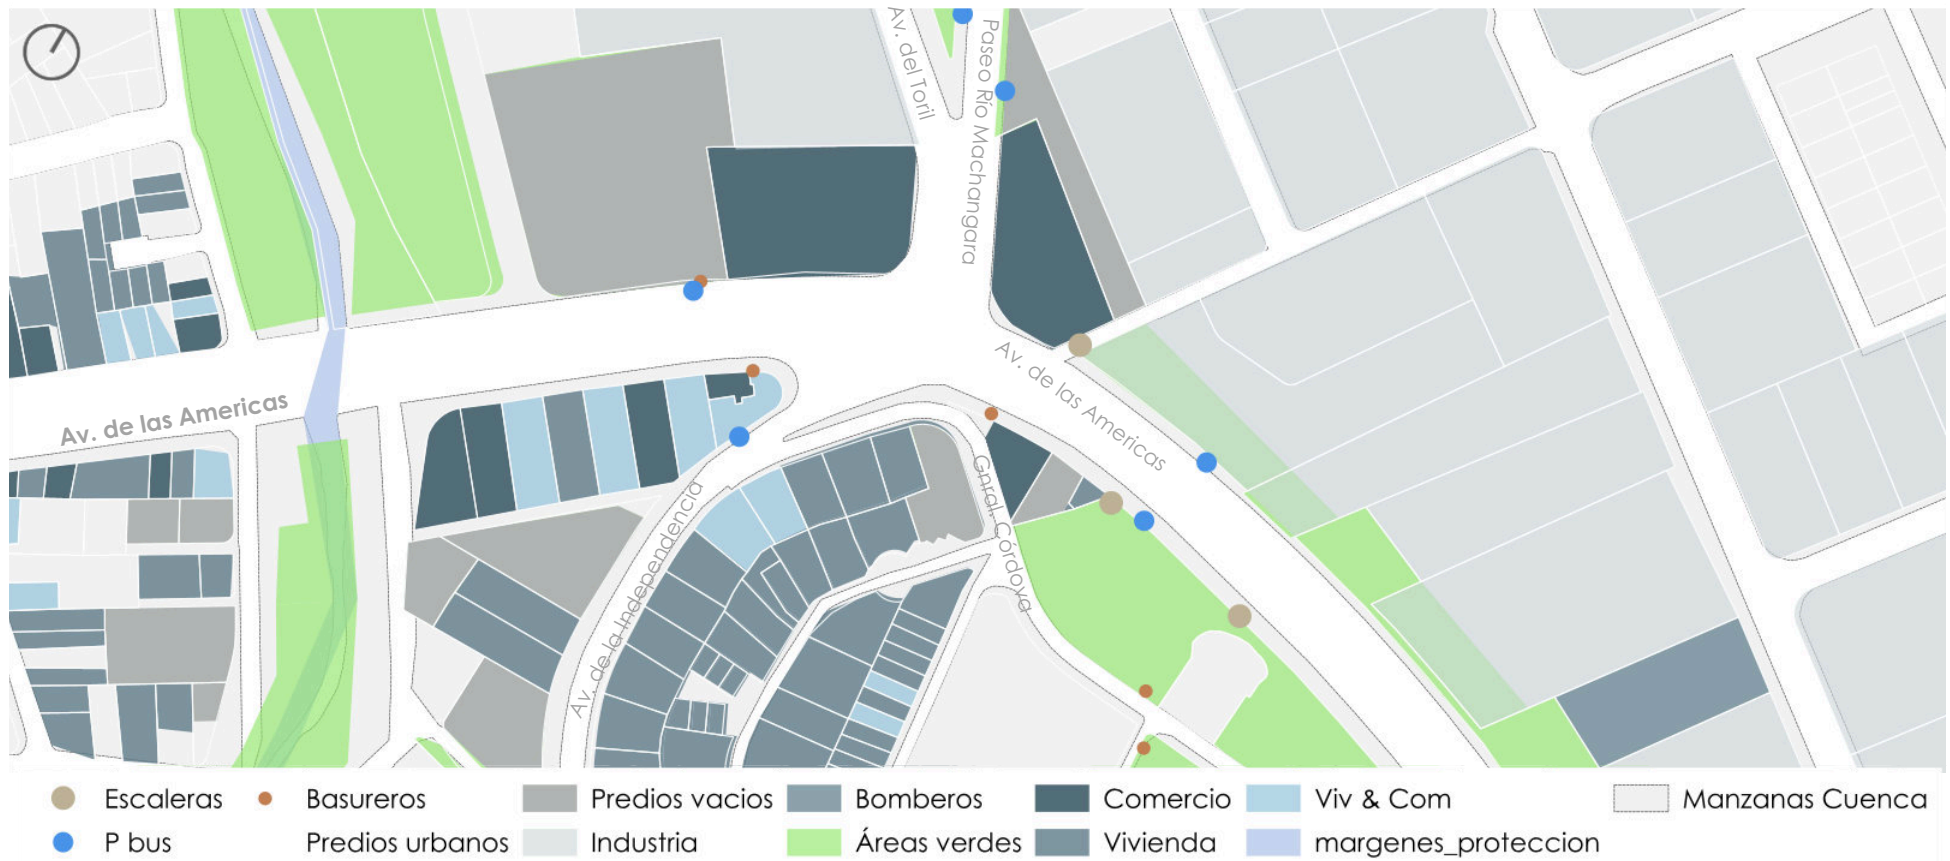 Av. del Toril
Paseo Río Machangara
Av. de las Americas
Av. de las Americas
Gnral. Córdova
Av. de la Independencia
Escaleras
Basureros
Predios vacios
Bomberos
Comercio
Viv & Com
Manzanas Cuenca
P bus
Predios urbanos
Industria
Áreas verdes
Vivienda
margenes_proteccion